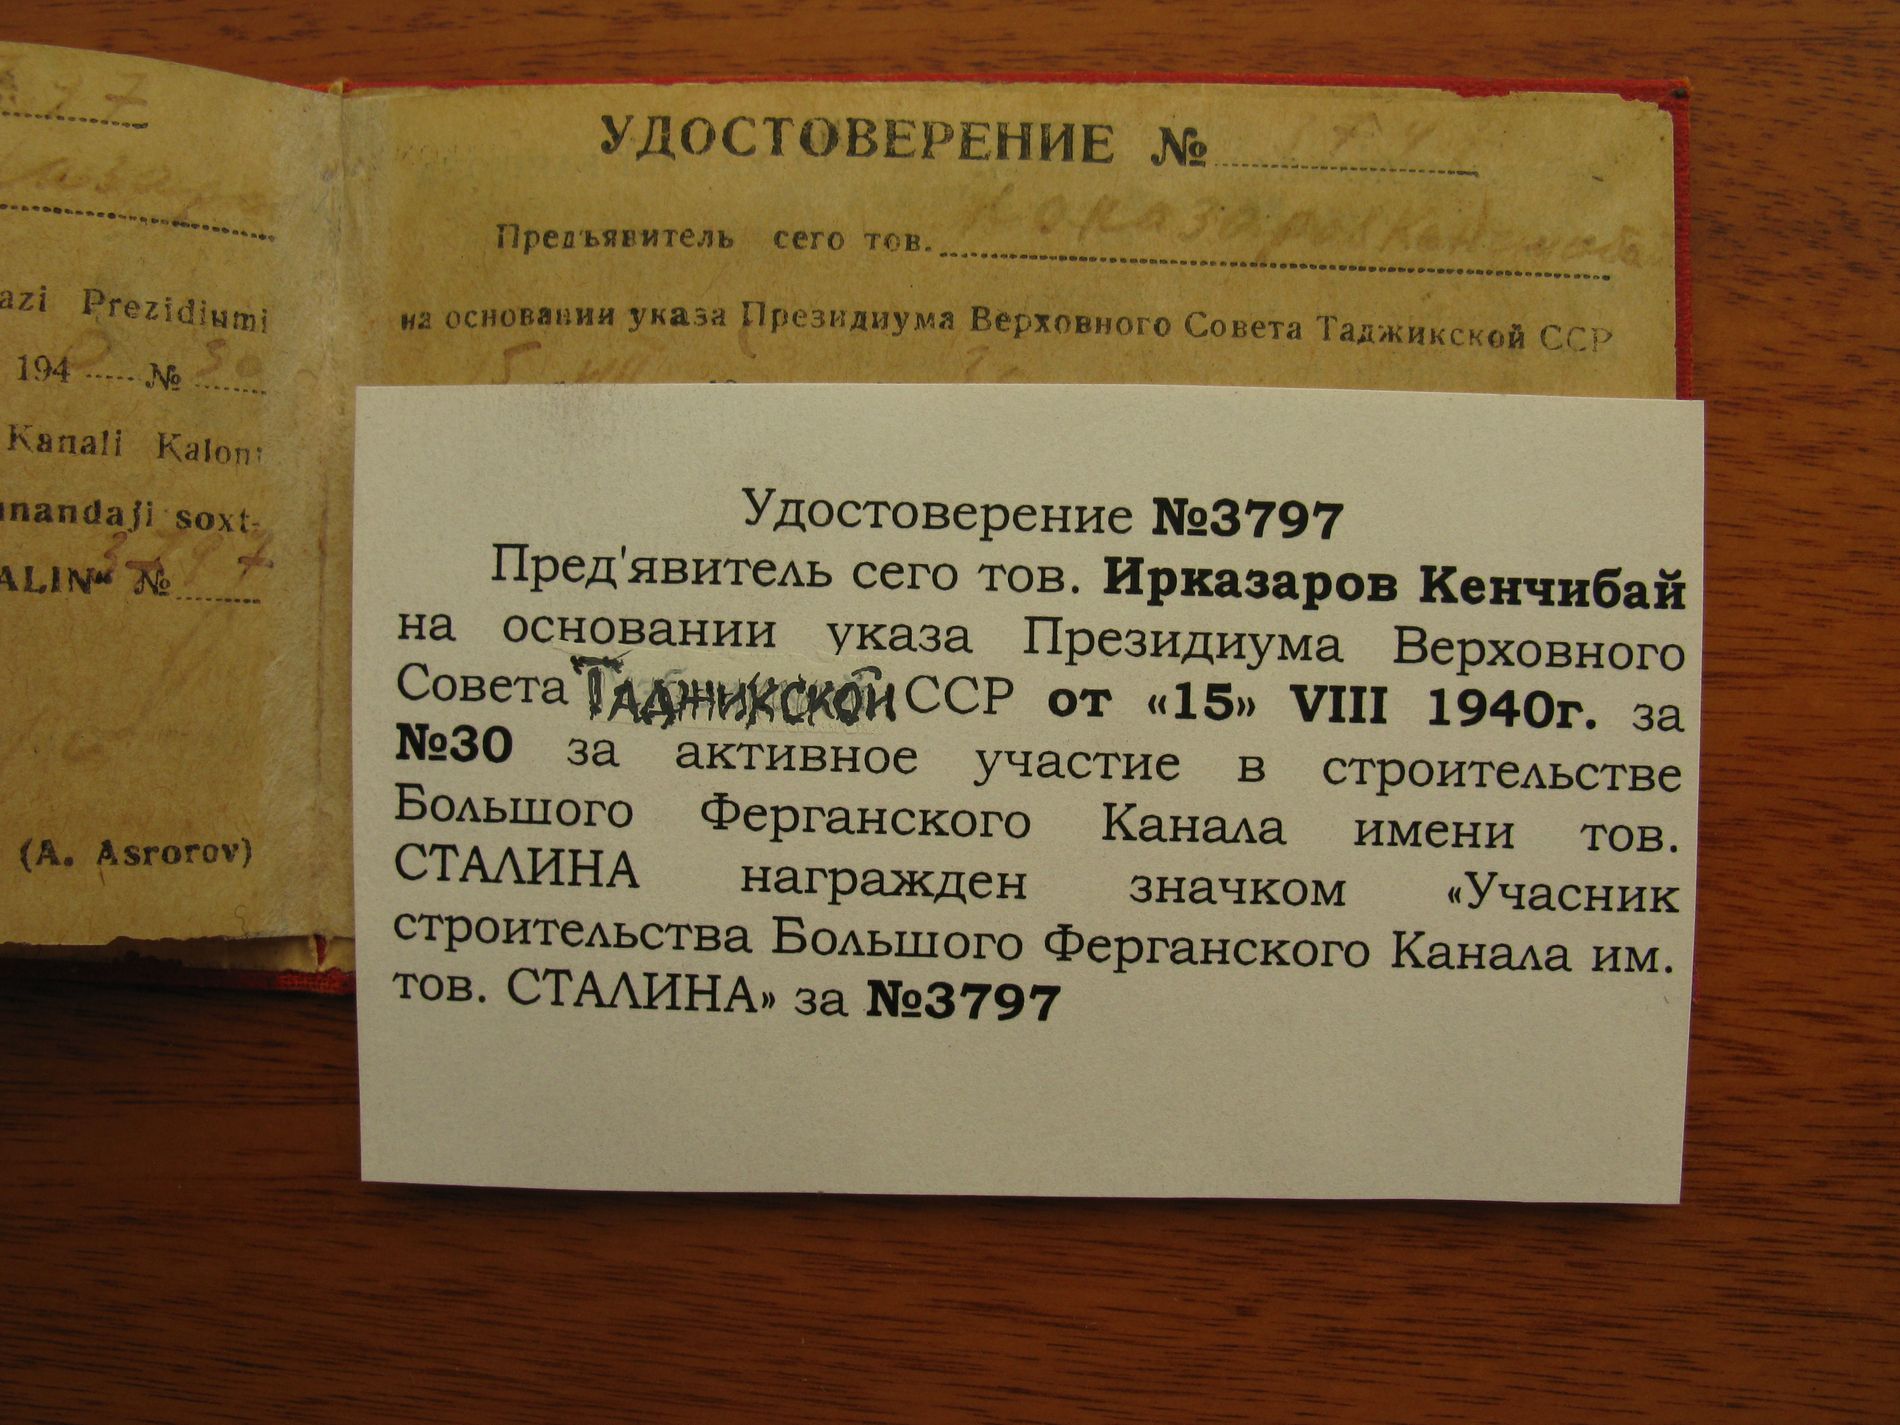 azi Prezidiumi
194 № 30
Kanali Kaloni
soxt-
ALIN“ № 3797
(A. Asrorov)
УДОСТОВЕРЕНИЕ №
Предъявитель сего тов.
на основании указа Президиума Верховного Совета Таджикской ССР
Удостоверение №3797
Пред'явитель сего тов. Ирказаров Кенчибай
на основании указа Президиума Верховного
Совета Таджикской ССР от «15» VIII 1940г. за
№30 за активное участие в строительстве
Большого Ферганского Канала имени тов.
СТАЛИНА награжден значком «Учасник
строительства Большого Ферганского Канала им.
тов. СТАЛИНА» за №3797